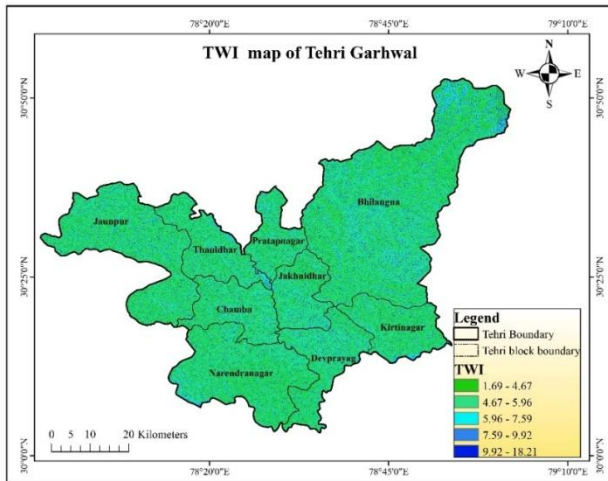 78°20'0"E 78°45'0"E 79°10'0"E
TWI map of Tehri Garhwal
N
W E
S
30°50'0"N
30°50'0"N
Bhilangna
Jaunpur
Thauldhar
Pratapnagar
30°25'0"N
30°25'0"N
Jakhnidhar
Chamba
Kirtinagar
Devprayag
Narendranagar
Legend
Tehri Boundary
Tehri block boundary
TWI
1.69 - 4.67
4.67 - 5.96
5.96 - 7.59
7.59 - 9.92
9.92 - 18.21
0 5 10 20 Kilometers
30°0'0"N
30°0'0"N
78°20'0"E 78°45'0"E 79°10'0"E